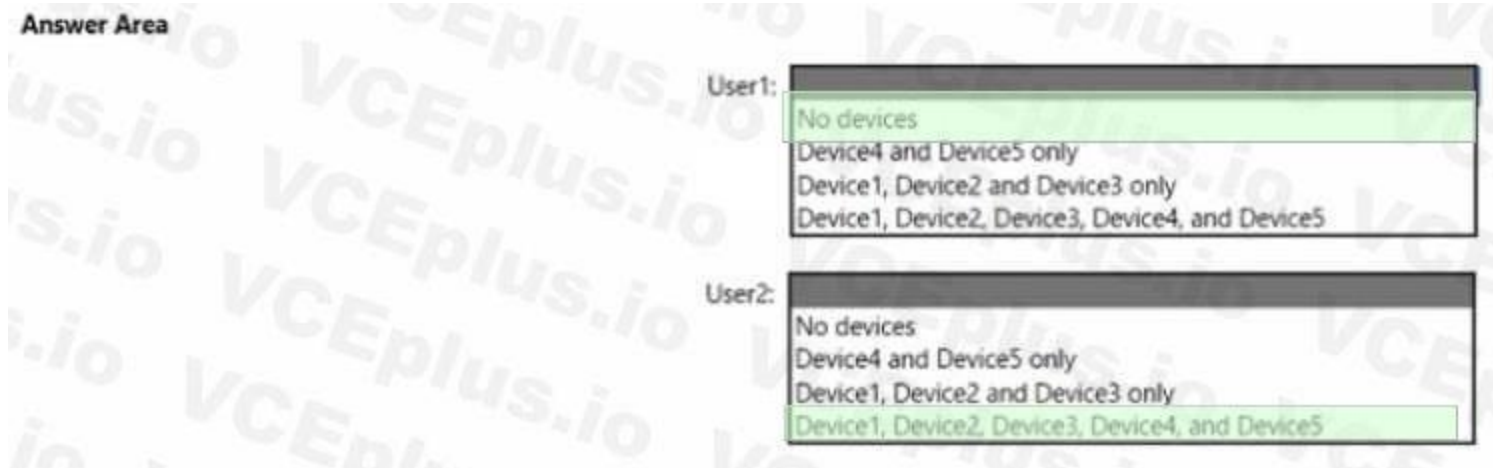 Answer Area
User1:
No devices
Device4 and Device5 only
Device1, Device2 and Device3 only
Device1, Device2, Device3, Device4, and Device5
User2:
No devices
Device4 and Device5 only
Device1, Device2 and Device3 only
Device1, Device2, Device3, Device4, and Device5
VCEplus.io